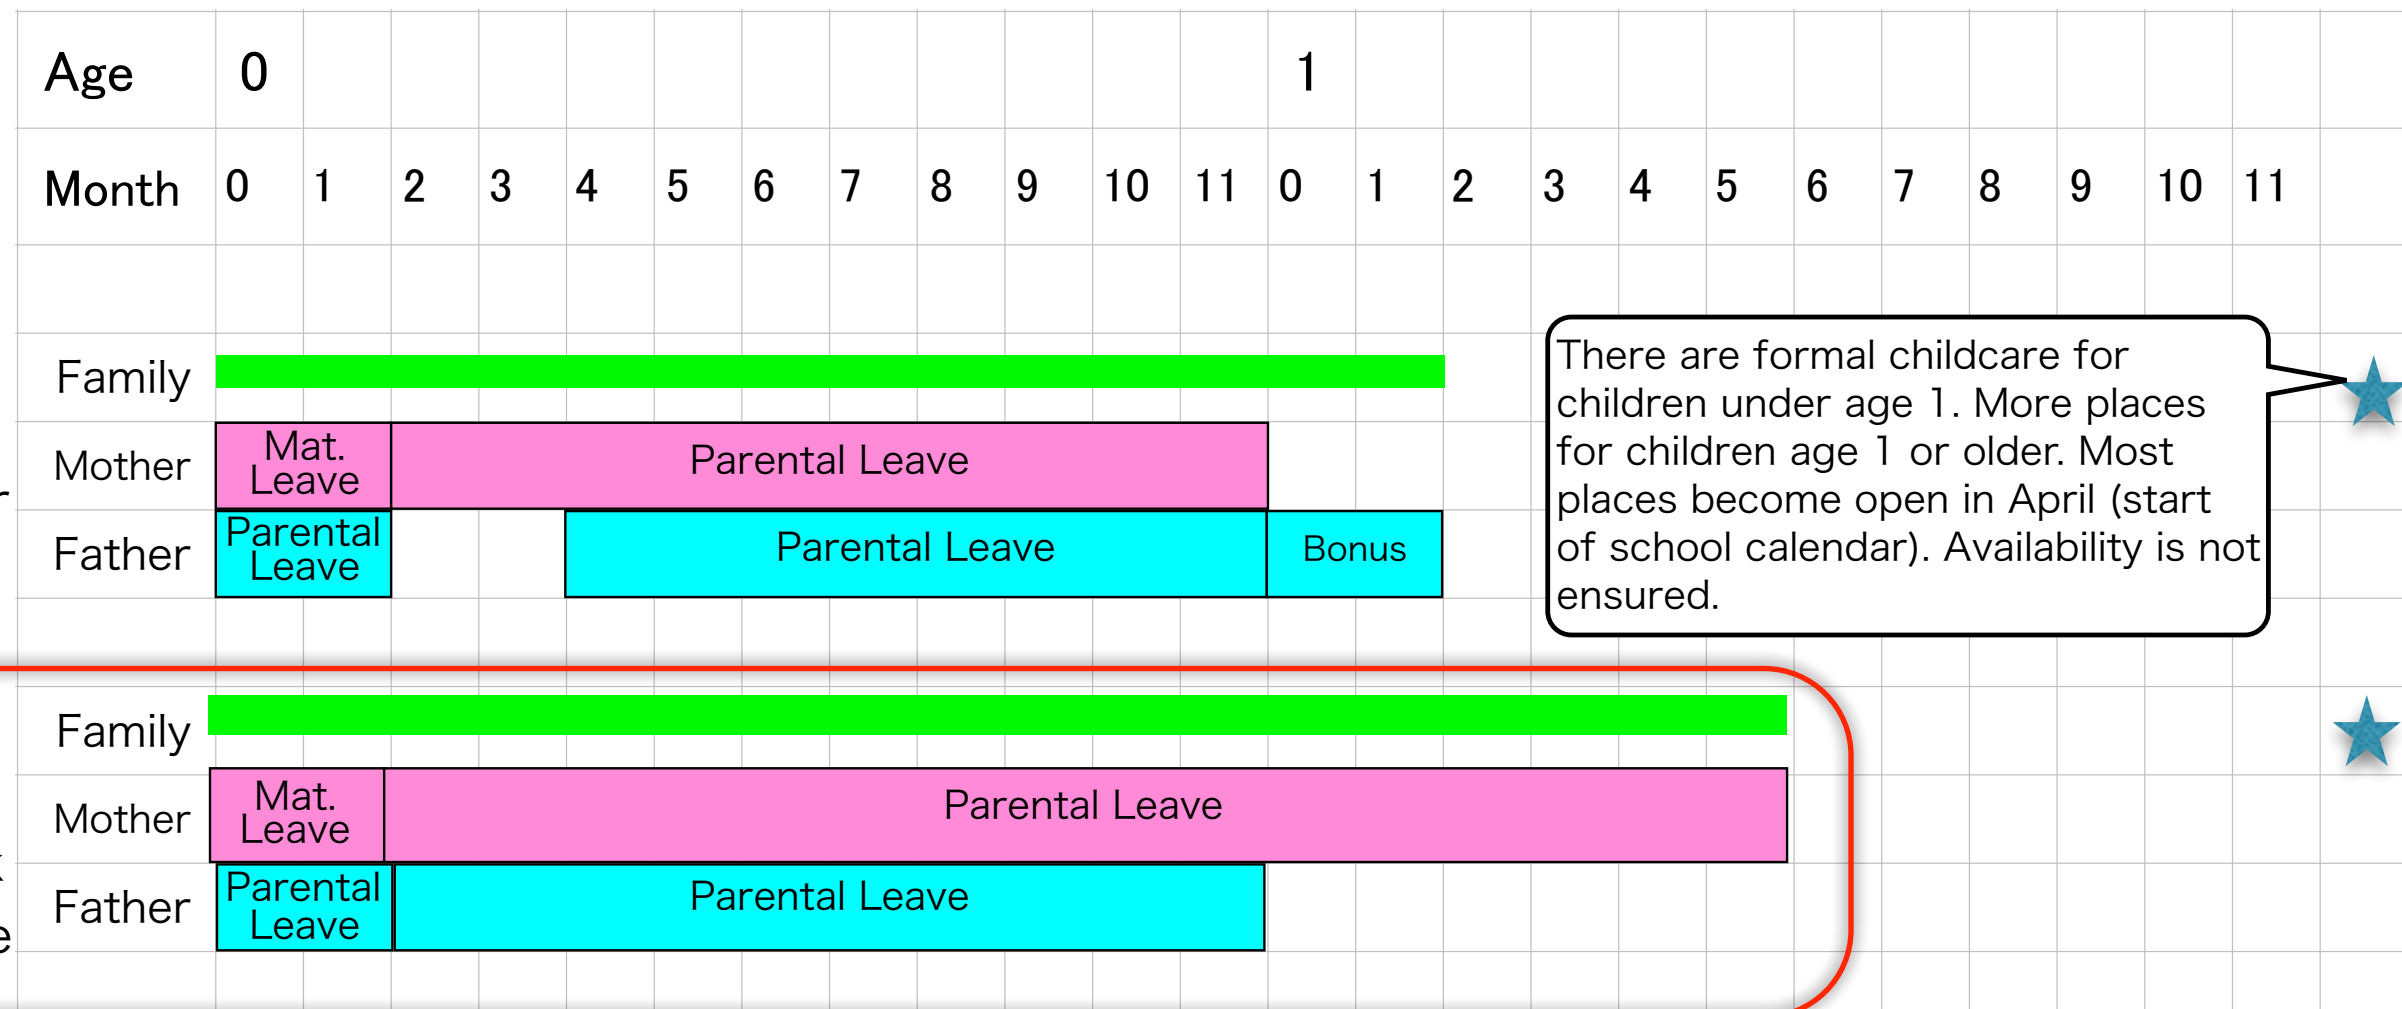 Age 0 1
Month 0 1 2 3 4 5 6 7 8 9 10 11 0 1 2 3 4 5 6 7 8 9 10 11
Family
Mother
Mat.
Leave
Parental Leave
Father
Parental
Leave
Parental Leave
Bonus
There are formal childcare for
children under age 1. More places
for children age 1 or older. Most
places become open in April (start
of school calendar). Availability is not
ensured.
Family
Mother
Mat.
Leave
Parental Leave
Father
Parental
Leave
Parental Leave